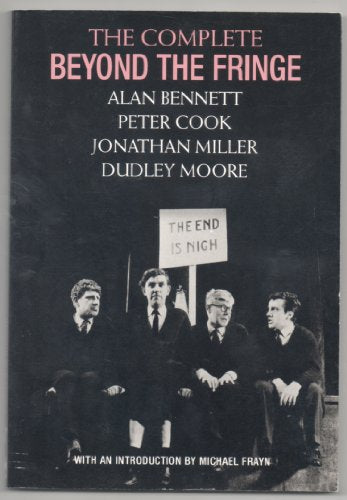 THE COMPLETE
BEYOND THE FRINGE
ALAN BENNETT
PETER COOK
JONATHAN MILLER
DUDLEY MOORE
THE END
IS NIGH
WITH AN INTRODUCTION BY MICHAEL FRAYN